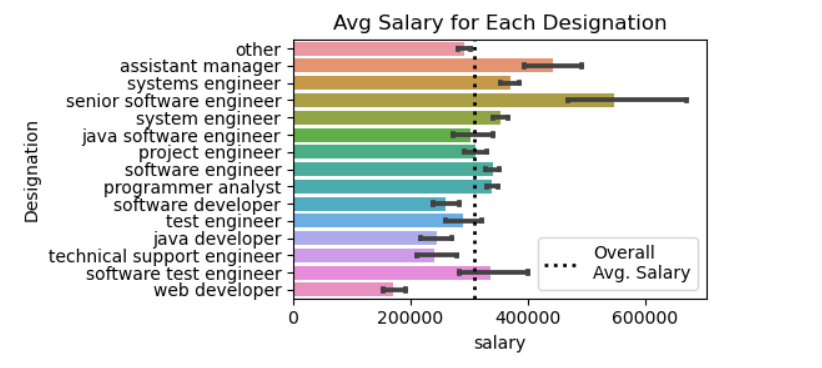 Avg Salary for Each Designation
Designation
other
assistant manager
systems engineer
senior software engineer
system engineer
java software engineer
project engineer
software engineer
programmer analyst
software developer
test engineer
java developer
technical support engineer
software test engineer
web developer
Overall
Avg. Salary
0 200000 400000 600000
salary